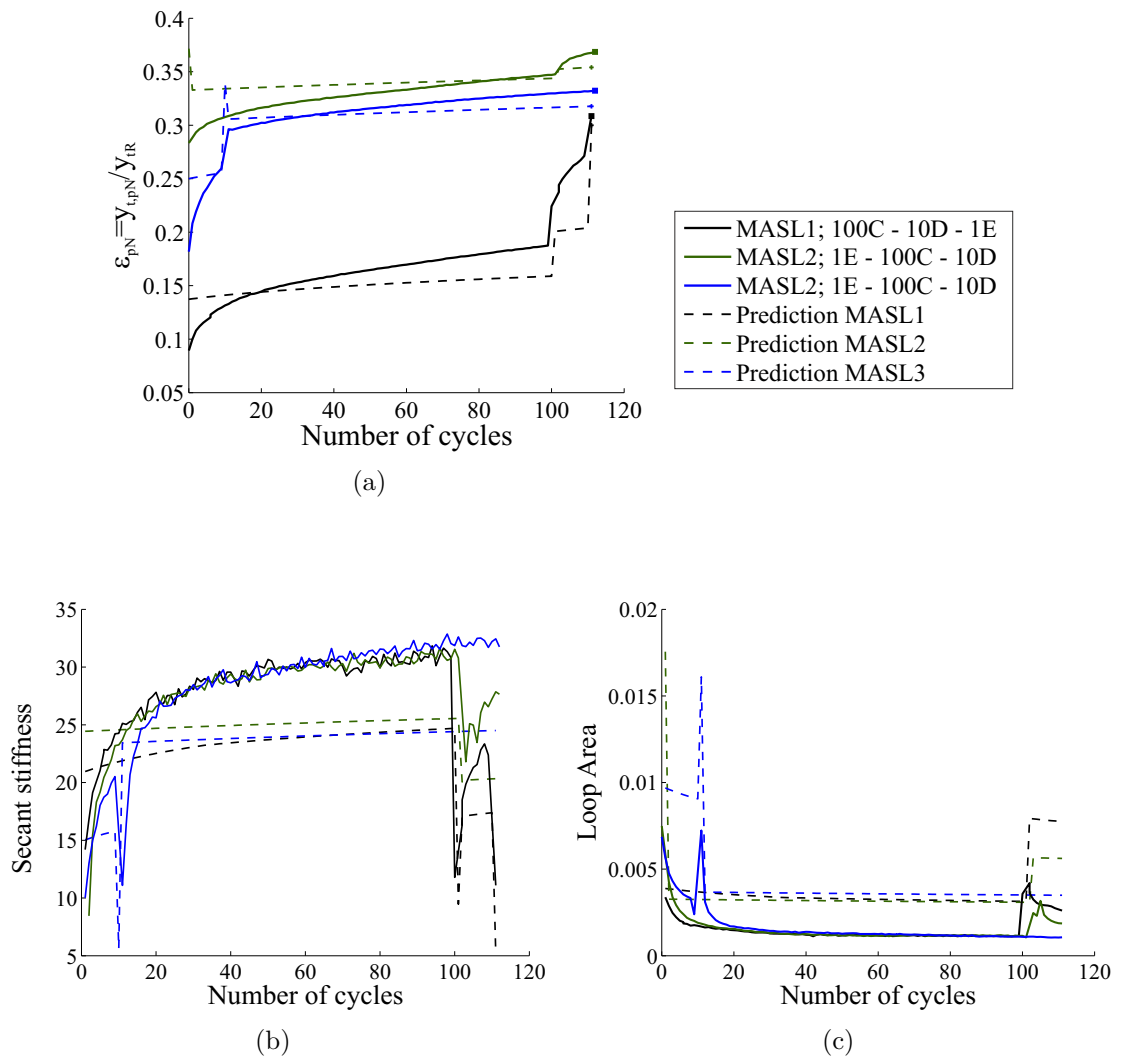 0.4
0.35
0.3
0.25
0.2
0.15
0.1
0.05
ε_pN=y_t,pN/y_tR
0 20 40 60 80 100 120
Number of cycles
(a)
MASL1; 100C - 10D - 1E
MASL2; 1E - 100C - 10D
MASL2; 1E - 100C - 10D
Prediction MASL1
Prediction MASL2
Prediction MASL3
35
30
25
20
15
10
5
Secant stiffness
0 20 40 60 80 100 120
Number of cycles
(b)
0.02
0.015
0.01
0.005
0
Loop Area
0 20 40 60 80 100 120
Number of cycles
(c)